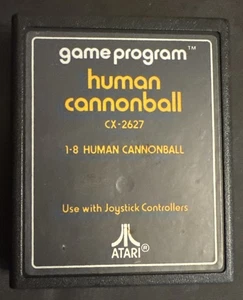 game program™
human
cannonball
CX-2627
1-8 HUMAN CANNONBALL
Use with Joystick Controllers
ATARI®